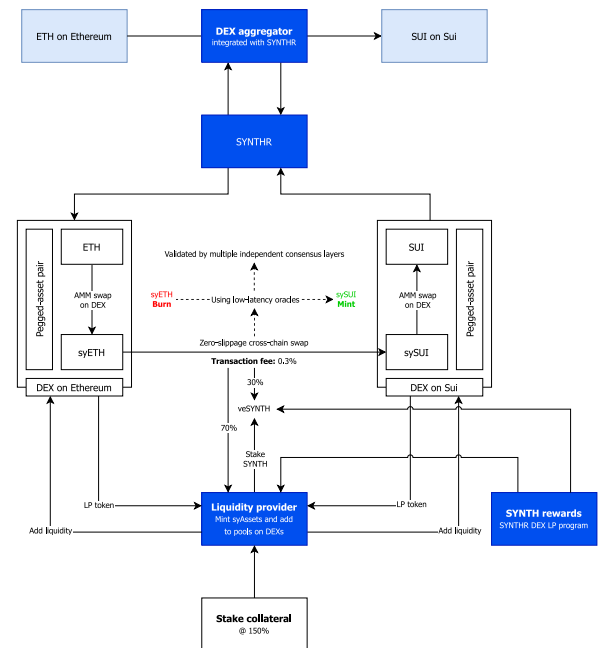 ETH on Ethereum
DEX aggregator
integrated with SYNTHR
SUI on Sui
SYNTHR
Pegged-asset pair
ETH
AMM swap
on DEX
syETH
DEX on Ethereum
Validated by multiple independent consensus layers
syETH
Burn
Using low-latency oracles
sySUI
Mint
Zero-slippage cross-chain swap
Transaction fee: 0.3%
SUI
AMM swap
on DEX
sySUI
Pegged-asset pair
DEX on Sui
30%
veSYNTH
70%
Stake
SYNTH
LP token
LP token
Add liquidity
Liquidity provider
Mint syAssets and add
to pools on DEXs
Add liquidity
SYNTH rewards
SYNTHR DEX LP program
Stake collateral
@ 150%